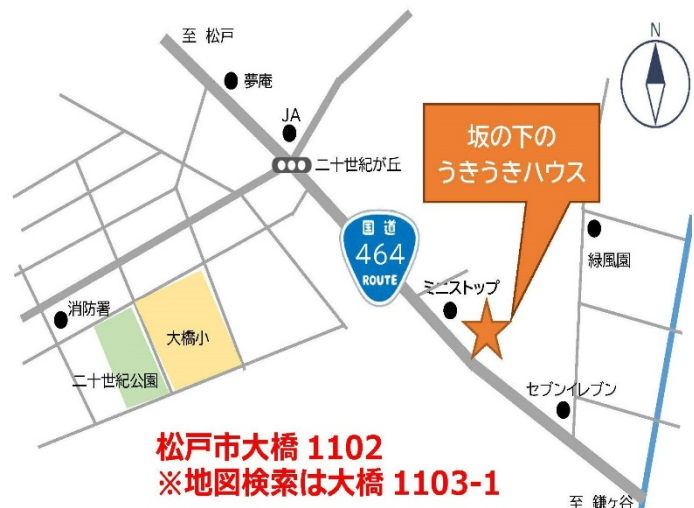 至 松戸
夢庵
JA
二十世紀が丘
N
坂の下の
うきうきハウス
国道
464
ROUTE
緑風園
ミニストップ
消防署
大橋小
二十世紀公園
セブンイレブン
松戸市大橋 1102
※地図検索は大橋 1103-1
至 鎌ヶ谷